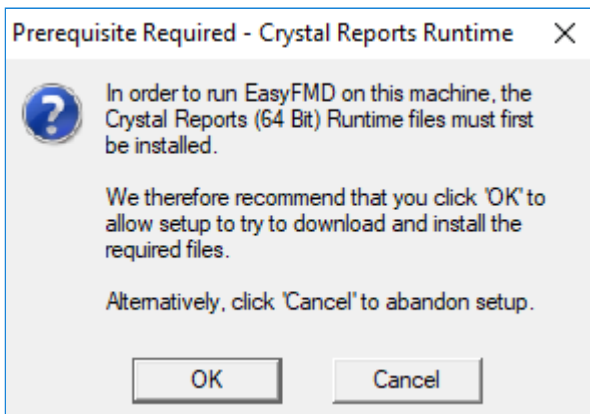 Prerequisite Required - Crystal Reports Runtime
In order to run EasyFMD on this machine, the
Crystal Reports (64 Bit) Runtime files must first
be installed.
We therefore recommend that you click 'OK' to
allow setup to try to download and install the
required files.
Alternatively, click 'Cancel' to abandon setup.
OK
Cancel